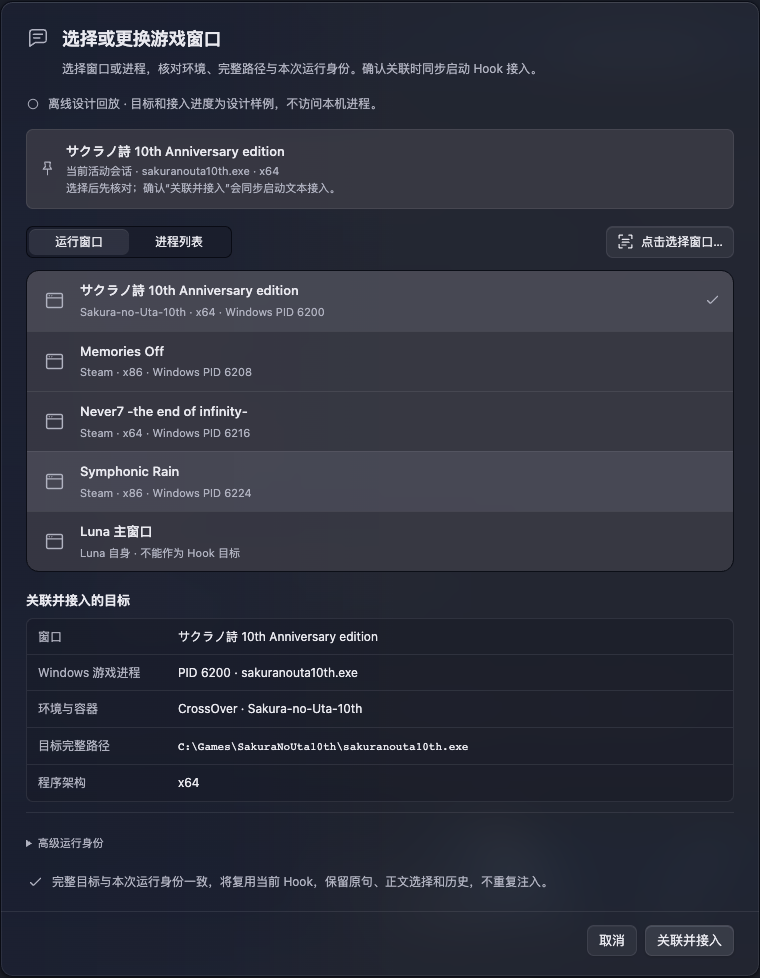 选择或更换游戏窗口
选择窗口或进程，核对环境、完整路径与本次运行身份。确认关联时同步启动 Hook 接入。
离线设计回放 · 目标和接入进度为设计样例，不访问本机进程。
サクラノ詩 10th Anniversary edition
当前活动会话 · sakuranouta10th.exe · x64
选择后先核对；确认“关联并接入”会同步启动文本接入。
运行窗口
进程列表
点击选择窗口...
サクラノ詩 10th Anniversary edition
Sakura-no-Uta-10th · x64 · Windows PID 6200
Memories Off
Steam · x86 · Windows PID 6208
Never7 -the end of infinity-
Steam · x64 · Windows PID 6216
Symphonic Rain
Steam · x86 · Windows PID 6224
Luna 主窗口
Luna 自身 · 不能作为 Hook 目标
关联并接入的目标
窗口 サクラノ詩 10th Anniversary edition
Windows 游戏进程 PID 6200 · sakuranouta10th.exe
环境与容器 CrossOver · Sakura-no-Uta-10th
目标完整路径 C:\Games\SakuraNoUta10th\sakuranouta10th.exe
程序架构 x64
高级运行身份
完整目标与本次运行身份一致，将复用当前 Hook，保留原句、正文选择和历史，不重复注入。
取消
关联并接入